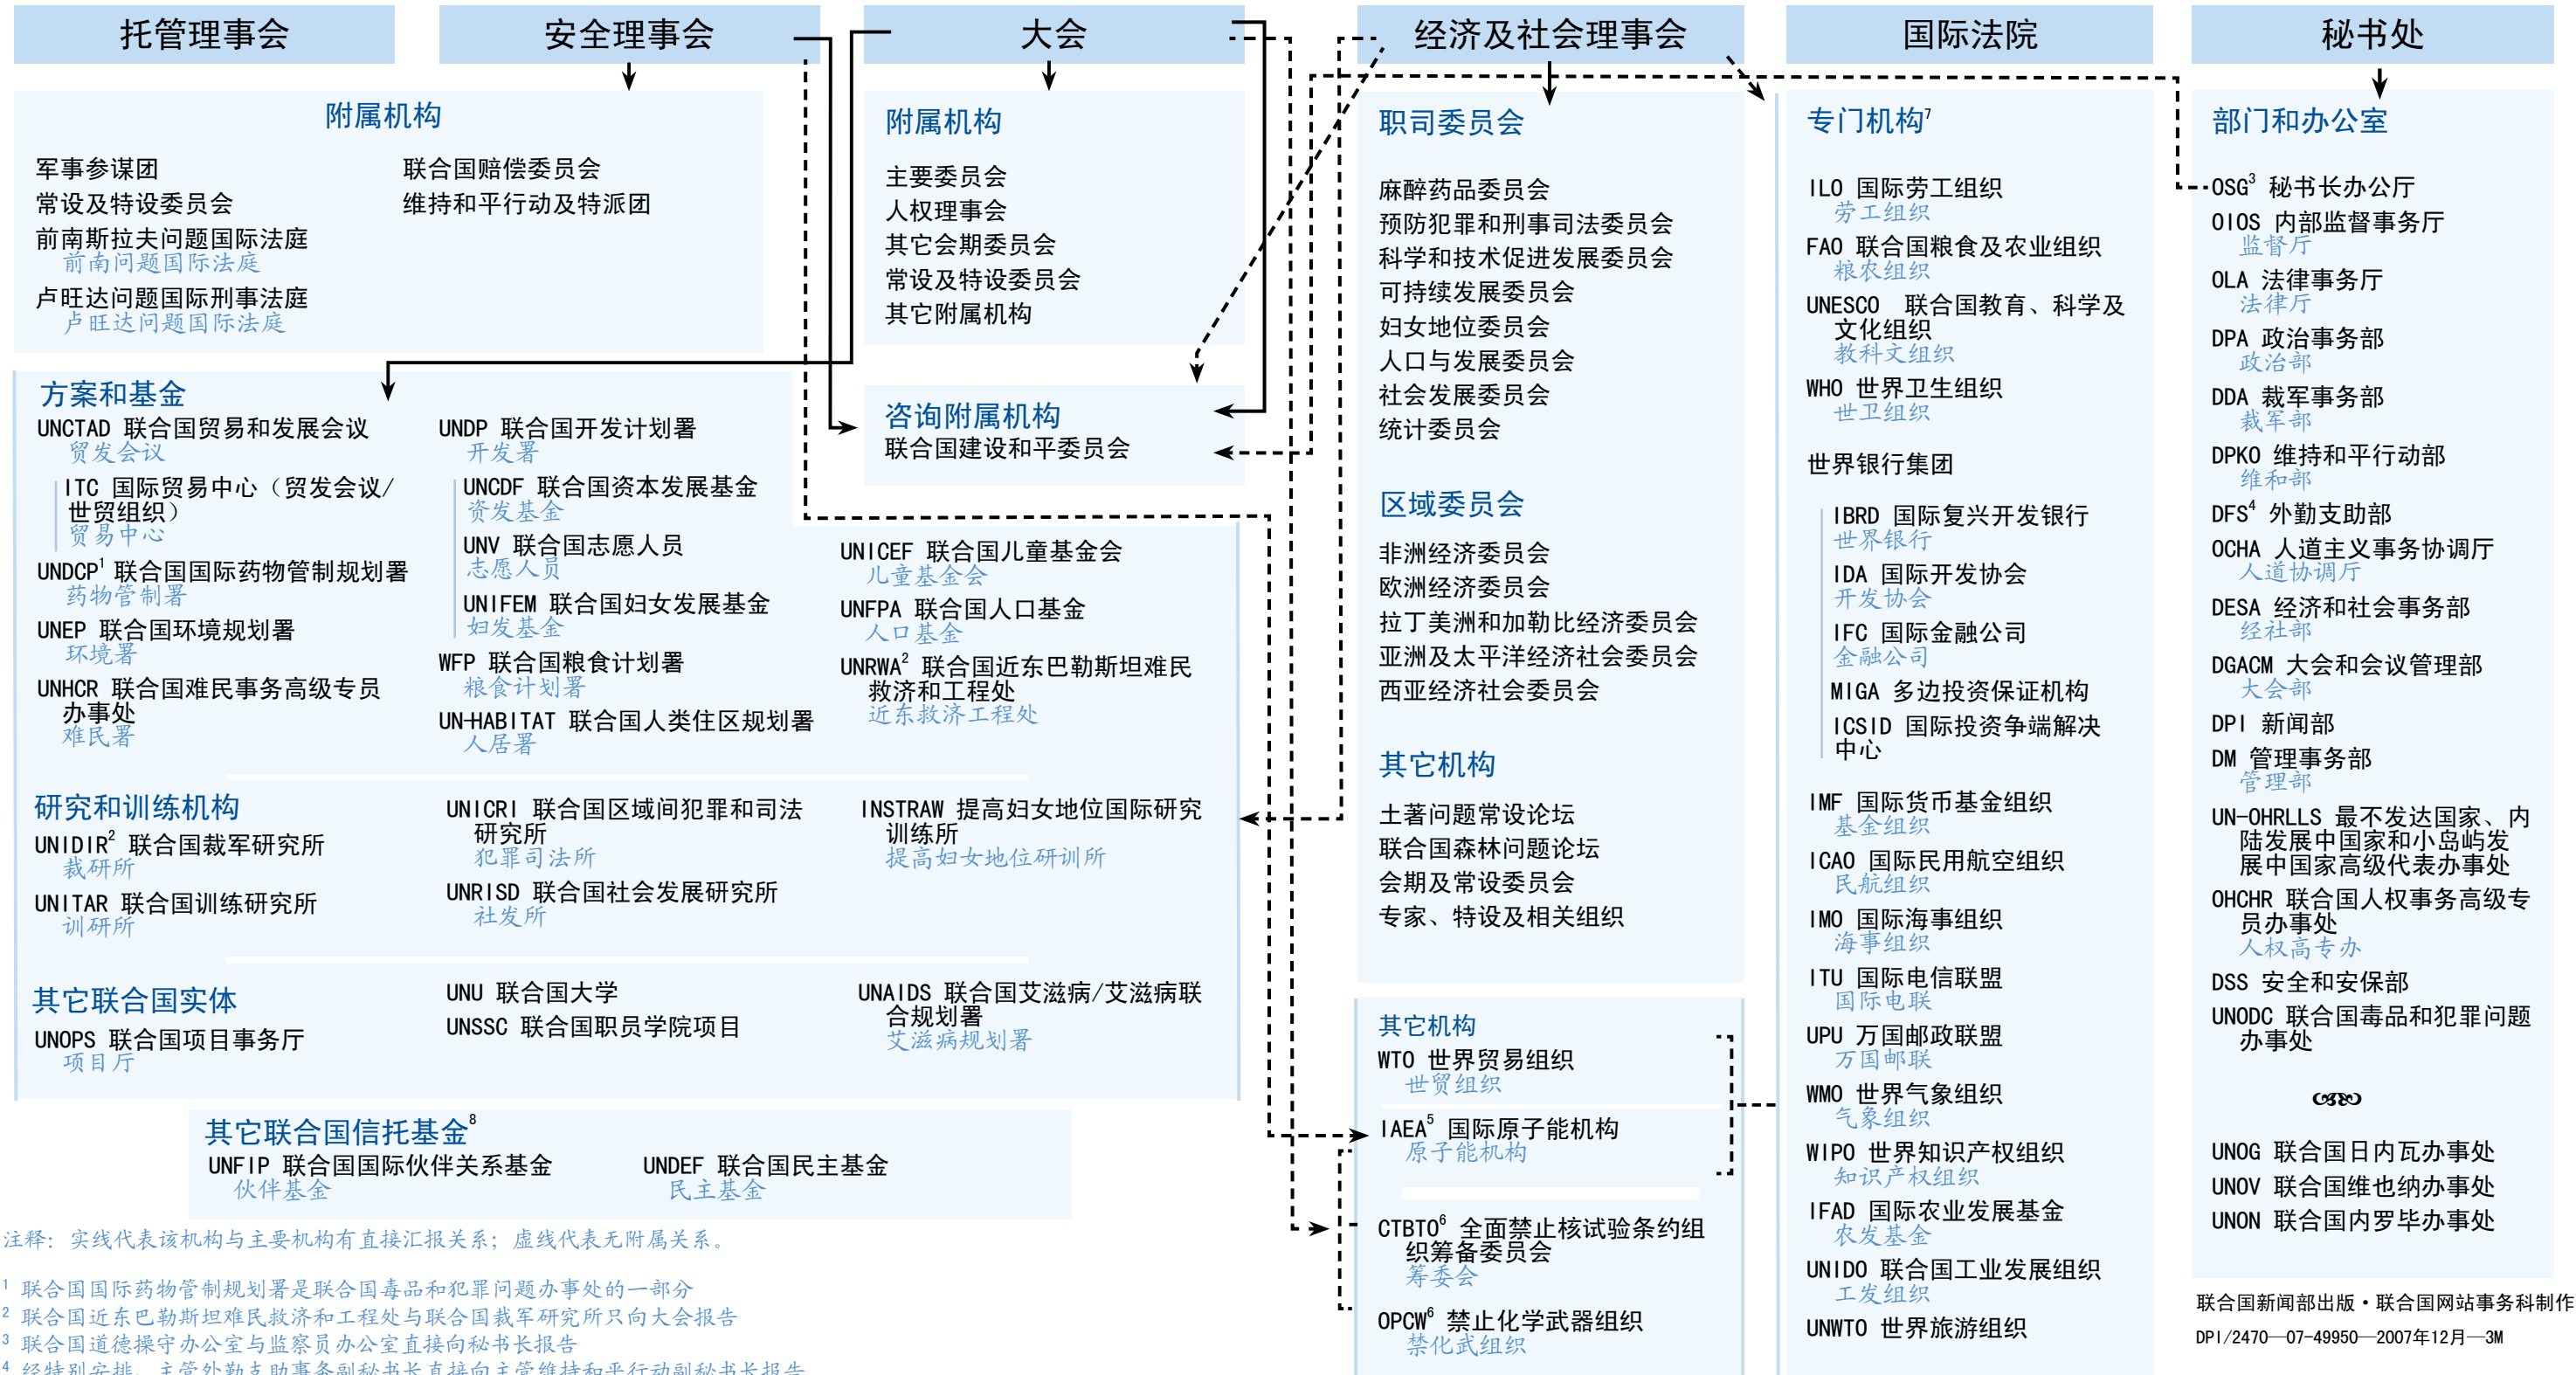 托管理事会
安全理事会
大会
经济及社会理事会
国际法院
秘书处
附属机构
军事参谋团
常设及特设委员会
前南斯拉夫问题国际法庭
前南问题国际法庭
卢旺达问题国际刑事法庭
卢旺达问题国际法庭
联合国赔偿委员会
维持和平行动及特派团
附属机构
主要委员会
人权理事会
其它会期委员会
常设及特设委员会
其它附属机构
咨询附属机构
联合国建设和平委员会
方案和基金
UNCTAD 联合国贸易和发展会议
贸发会议
ITC 国际贸易中心（贸发会议/
世贸组织）
贸易中心
UNDCP¹ 联合国国际药物管制规划署
药物管制署
UNEP 联合国环境规划署
环境署
UNHCR 联合国难民事务高级专员
办事处
难民署
UNDP 联合国开发计划署
开发署
UNCDF 联合国资本发展基金
资发基金
UNV 联合国志愿人员
志愿人员
UNIFEM 联合国妇女发展基金
妇发基金
WFP 联合国粮食计划署
粮食计划署
UN-HABITAT 联合国人类住区规划署
人居署
UNICEF 联合国儿童基金会
儿童基金会
UNFPA 联合国人口基金
人口基金
UNRWA² 联合国近东巴勒斯坦难民
救济和工程处
近东救济工程处
研究和训练机构
UNIDIR² 联合国裁军研究所
裁研所
UNITAR 联合国训练研究所
训研所
UNICRI 联合国区域间犯罪和司法
研究所
犯罪司法所
UNRISD 联合国社会发展研究所
社发所
INSTRAW 提高妇女地位国际研究
训练所
提高妇女地位研训所
其它联合国实体
UNOPS 联合国项目事务厅
项目厅
UNU 联合国大学
UNSSC 联合国职员学院项目
UNAIDS 联合国艾滋病/艾滋病联
合规划署
艾滋病规划署
其它联合国信托基金⁸
UNFIP 联合国国际伙伴关系基金
伙伴基金
UNDEF 联合国民主基金
民主基金
职司委员会
麻醉药品委员会
预防犯罪和刑事司法委员会
科学和技术促进发展委员会
可持续发展委员会
妇女地位委员会
人口与发展委员会
社会发展委员会
统计委员会
区域委员会
非洲经济委员会
欧洲经济委员会
拉丁美洲和加勒比经济委员会
亚洲及太平洋经济社会委员会
西亚经济社会委员会
其它机构
土著问题常设论坛
联合国森林问题论坛
会期及常设委员会
专家、特设及相关组织
其它机构
WTO 世界贸易组织
世贸组织
IAEA⁵ 国际原子能机构
原子能机构
CTBTO⁶ 全面禁止核试验条约组
织筹备委员会
筹委会
OPCW⁶ 禁止化学武器组织
禁化武组织
专门机构⁷
ILO 国际劳工组织
劳工组织
FAO 联合国粮食及农业组织
粮农组织
UNESCO 联合国教育、科学及
文化组织
教科文组织
WHO 世界卫生组织
世卫组织
世界银行集团
IBRD 国际复兴开发银行
世界银行
IDA 国际开发协会
开发协会
IFC 国际金融公司
金融公司
MIGA 多边投资保证机构
ICSID 国际投资争端解决
中心
IMF 国际货币基金组织
基金组织
ICAO 国际民用航空组织
民航组织
IMO 国际海事组织
海事组织
ITU 国际电信联盟
国际电联
UPU 万国邮政联盟
万国邮联
WMO 世界气象组织
气象组织
WIPO 世界知识产权组织
知识产权组织
IFAD 国际农业发展基金
农发基金
UNIDO 联合国工业发展组织
工发组织
UNWTO 世界旅游组织
部门和办公室
OSG³ 秘书长办公厅
OIOS 内部监督事务厅
监督厅
OLA 法律事务厅
法律厅
DPA 政治事务部
政治部
DDA 裁军事务部
裁军部
DPKO 维持和平行动部
维和部
DFS⁴ 外勤支助部
OCHA 人道主义事务协调厅
人道协调厅
DESA 经济和社会事务部
经社部
DGACM 大会和会议管理部
大会部
DPI 新闻部
DM 管理事务部
管理部
UN-OHRLLS 最不发达国家、内
陆发展中国家和小岛屿发
展中国家高级代表办事处
OHCHR 联合国人权事务高级专
员办事处
人权高专办
DSS 安全和安保部
UNODC 联合国毒品和犯罪问题
办事处
UNOG 联合国日内瓦办事处
UNOV 联合国维也纳办事处
UNON 联合国内罗毕办事处
注释：实线代表该机构与主要机构有直接汇报关系；虚线代表无附属关系。
¹ 联合国国际药物管制规划署是联合国毒品和犯罪问题办事处的一部分
² 联合国近东巴勒斯坦难民救济和工程处与联合国裁军研究所只向大会报告
³ 联合国道德操守办公室与监察员办公室直接向秘书长报告
⁴ 经特别安排，主管外勤支助事务副秘书长直接向主管维持和平行动副秘书长报告
联合国新闻部出版·联合国网站事务科制作
DPI/2470—07-49950—2007年12月—3M